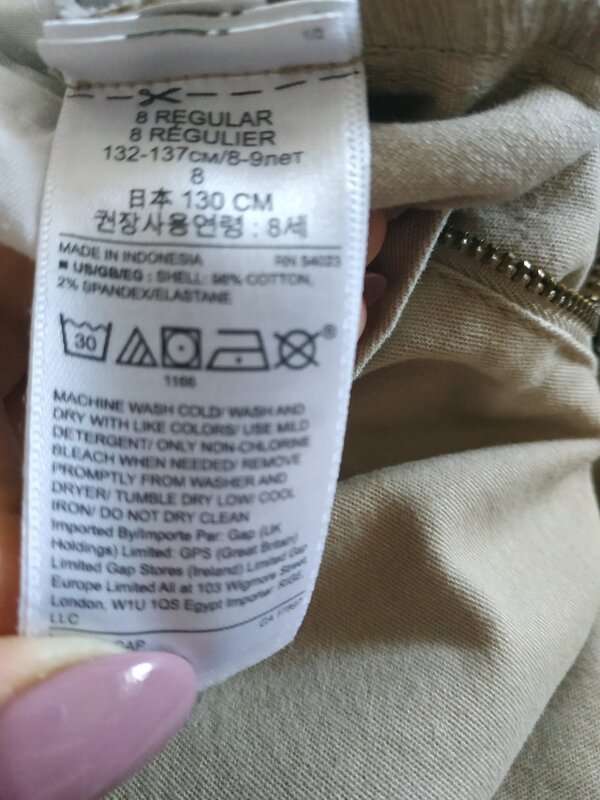 8 REGULAR
8 RÉGULIER
132-137см/8-9лет
8
日本 130 CM
권장사용연령 : 8세
MADE IN INDONESIA RN 54023
US/GB/EG : SHELL: 98% COTTON,
2% SPANDEX/ELASTANE
30
1166
MACHINE WASH COLD/ WASH AND
DRY WITH LIKE COLORS/ USE MILD
DETERGENT/ ONLY NON-CHLORINE
BLEACH WHEN NEEDED/ REMOVE
PROMPTLY FROM WASHER AND
DRYER/ TUMBLE DRY LOW/ COOL
IRON/ DO NOT DRY CLEAN
Imported By/Importe Par: Gap (UK
Holdings) Limited: GPS (Great Britain)
Limited Gap Stores (Ireland) Limited Gap
Europe Limited All at 103 Wigmore Street,
London, W1U 1QS Egypt Importer: RISE,
LLC CA
GAP